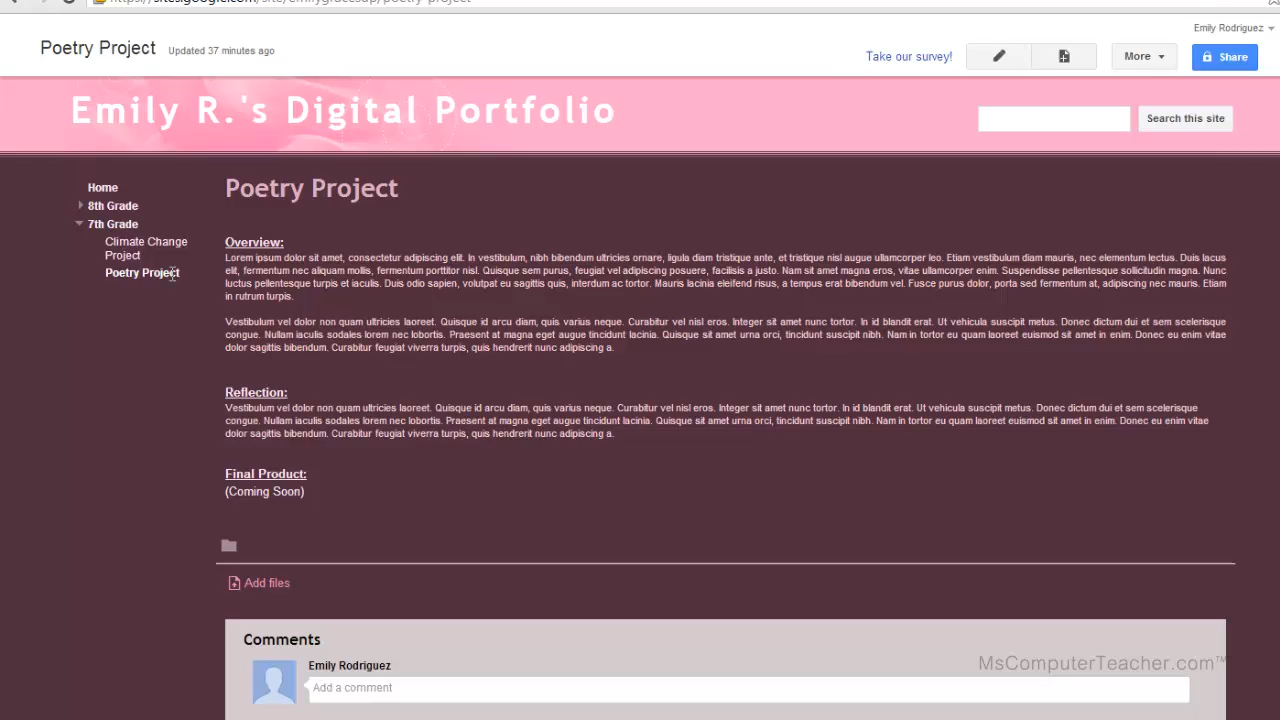 Emily Rodriguez
Poetry Project Updated 37 minutes ago
Take our survey!
More
Share
Emily R.'s Digital Portfolio
Search this site
Home
8th Grade
7th Grade
Climate Change
Project
Poetry Project
Poetry Project
Overview:
Lorem ipsum dolor sit amet, consectetur adipiscing elit. In vestibulum, nibh bibendum ultricies ornare, ligula diam tristique ante, et tristique nisl augue ullamcorper leo. Etiam vestibulum diam mauris, nec elementum lectus. Duis lacus
elit, fermentum nec aliquam mollis, fermentum porttitor nisl. Quisque sem purus, feugiat vel adipiscing posuere, facilisis a justo. Nam sit amet magna eros, vitae ullamcorper enim. Suspendisse pellentesque sollicitudin magna. Nunc
luctus pellentesque turpis et iaculis. Duis odio sapien, volutpat eu sagittis quis, interdum ac tortor. Mauris lacinia eleifend risus, a tempus erat bibendum vel. Fusce purus dolor, porta sed fermentum at, adipiscing nec mauris. Etiam
in rutrum turpis.
Vestibulum vel dolor non quam ultricies laoreet. Quisque id arcu diam, quis varius neque. Curabitur vel nisl eros. Integer sit amet nunc tortor. In id blandit erat. Ut vehicula suscipit metus. Donec dictum dui et sem scelerisque
congue. Nullam iaculis sodales lorem nec lobortis. Praesent at magna eget augue tincidunt lacinia. Quisque sit amet urna orci, tincidunt suscipit nibh. Nam in tortor eu quam laoreet euismod sit amet in enim. Donec eu enim vitae
dolor sagittis bibendum. Curabitur feugiat viverra turpis, quis hendrerit nunc adipiscing a.
Reflection:
Vestibulum vel dolor non quam ultricies laoreet. Quisque id arcu diam, quis varius neque. Curabitur vel nisl eros. Integer sit amet nunc tortor. In id blandit erat. Ut vehicula suscipit metus. Donec dictum dui et sem scelerisque
congue. Nullam iaculis sodales lorem nec lobortis. Praesent at magna eget augue tincidunt lacinia. Quisque sit amet urna orci, tincidunt suscipit nibh. Nam in tortor eu quam laoreet euismod sit amet in enim. Donec eu enim vitae
dolor sagittis bibendum. Curabitur feugiat viverra turpis, quis hendrerit nunc adipiscing a.
Final Product:
(Coming Soon)
Add files
Comments
Emily Rodriguez
Add a comment
MsComputerTeacher.com™